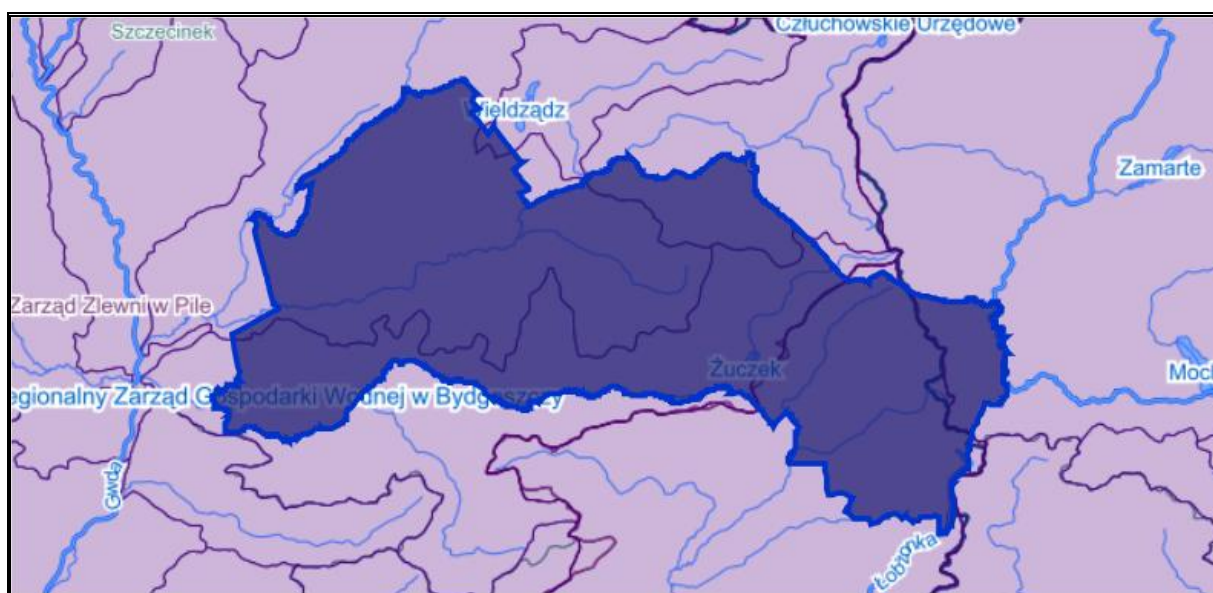 Człuchowskie Urzędowe
Szczecinek
Wieldządz
Zamarte
Zarząd Zlewni w Pile
Żuczek
Moch
egionalny Zarząd Gospodarki Wodnej w Bydgoszczy
Gwda
Łobżonka